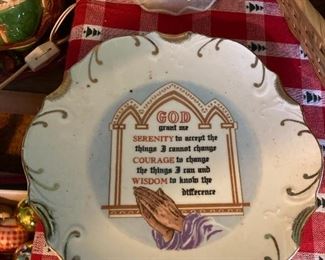 GOD
grant me
SERENITY to accept the
things I cannot change
COURAGE to change
the things I can and
WISDOM to know the
difference